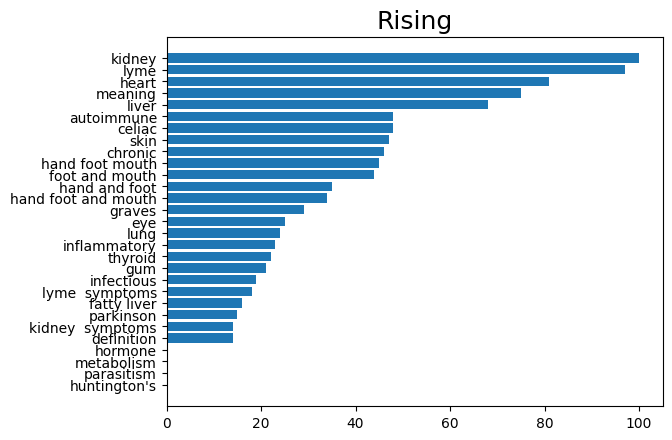 Rising
kidney
lyme
heart
meaning
liver
autoimmune
celiac
skin
chronic
hand foot mouth
foot and mouth
hand and foot
hand foot and mouth
graves
eye
lung
inflammatory
thyroid
gum
infectious
lyme  symptoms
fatty liver
parkinson
kidney  symptoms
definition
hormone
metabolism
parasitism
huntington's
0 20 40 60 80 100